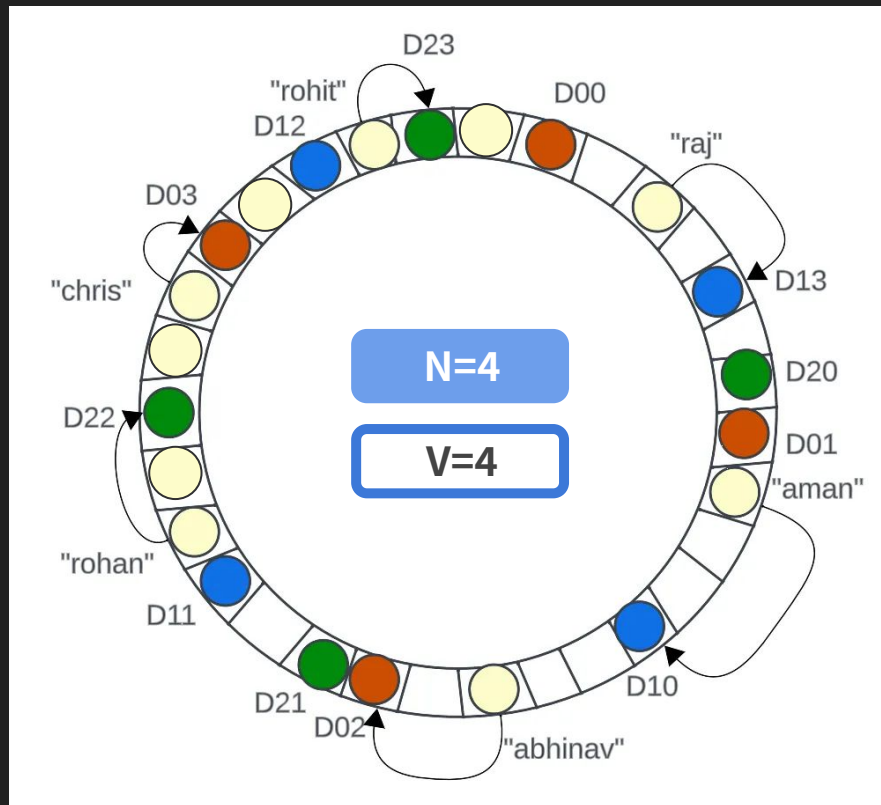 D23
"rohit"
D00
D12
"raj"
D03
"chris"
D13
N=4
D20
D22
V=4
D01
"aman"
"rohan"
D11
D10
D21
D02
"abhinav"